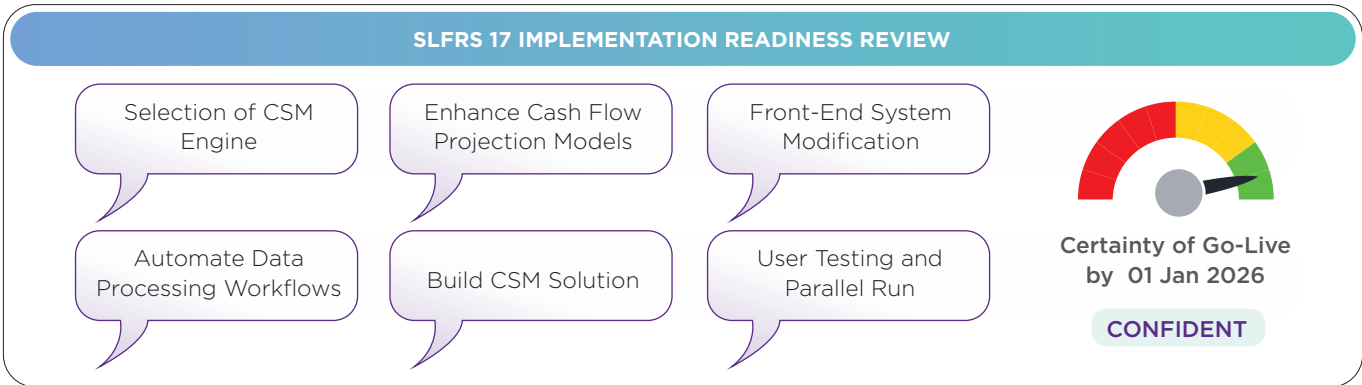 SLFRS 17 IMPLEMENTATION READINESS REVIEW
Selection of CSM
Engine
Enhance Cash Flow
Projection Models
Front-End System
Modification
Automate Data
Processing Workflows
Build CSM Solution
User Testing and
Parallel Run
Certainty of Go-Live
by 01 Jan 2026
CONFIDENT